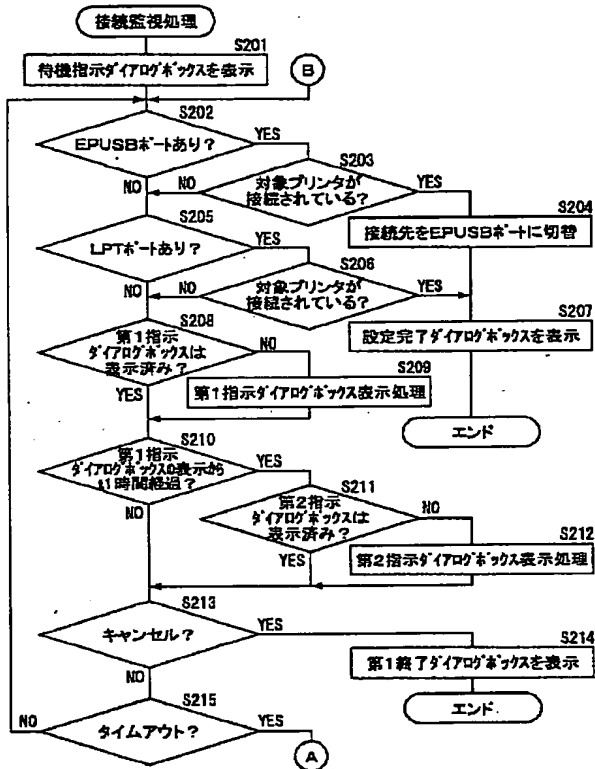 接続監視処理
S201
待機指示ダイアログボックスを表示
B
S202
EPUSBポートあり?
YES
NO
S203
対象プリンタが
接続されている?
YES
NO
S204
接続先をEPUSBポートに切替
S205
LPTポートあり?
YES
NO
S206
対象プリンタが
接続されている?
YES
NO
S207
設定完了ダイアログボックスを表示
エンド
S208
第1指示
ダイアログボックスは
表示済み?
NO
YES
S209
第1指示ダイアログボックス表示処理
S210
第1指示
ダイアログボックスの表示から
t1時間経過?
YES
NO
S211
第2指示
ダイアログボックスは
表示済み?
NO
YES
S212
第2指示ダイアログボックス表示処理
S213
キャンセル?
YES
NO
S214
第1終了ダイアログボックスを表示
エンド
S215
タイムアウト?
NO
YES
A